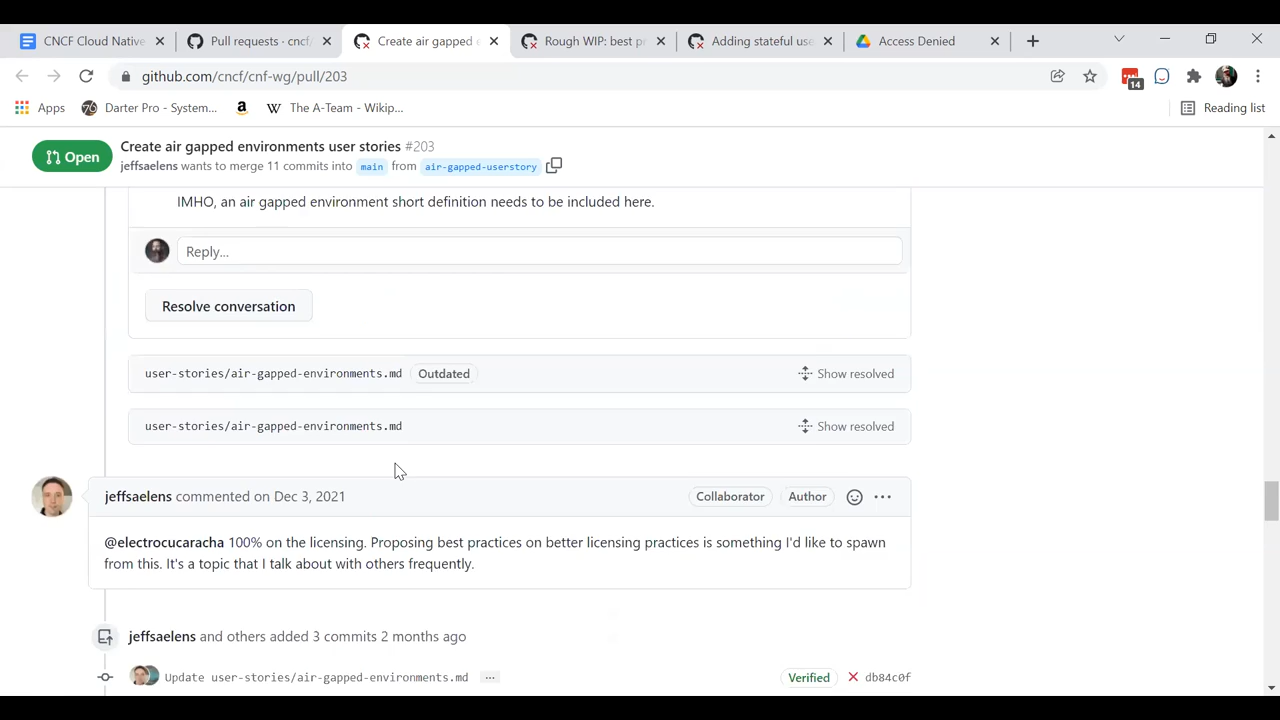 CNCF Cloud Native
Pull requests · cncf/
Create air gapped e
Rough WIP: best p
Adding stateful use
Access Denied
github.com/cncf/cnf-wg/pull/203
14
Apps
Darter Pro - System...
The A-Team - Wikip...
Reading list
Open
Create air gapped environments user stories #203
jeffsaelens wants to merge 11 commits into main from air-gapped-userstory
IMHO, an air gapped environment short definition needs to be included here.
Reply...
Resolve conversation
user-stories/air-gapped-environments.md Outdated Show resolved
user-stories/air-gapped-environments.md Show resolved
jeffsaelens commented on Dec 3, 2021 Collaborator Author ...
@electrocucaracha 100% on the licensing. Proposing best practices on better licensing practices is something I'd like to spawn
from this. It's a topic that I talk about with others frequently.
jeffsaelens and others added 3 commits 2 months ago
Update user-stories/air-gapped-environments.md ... Verified db84c0f